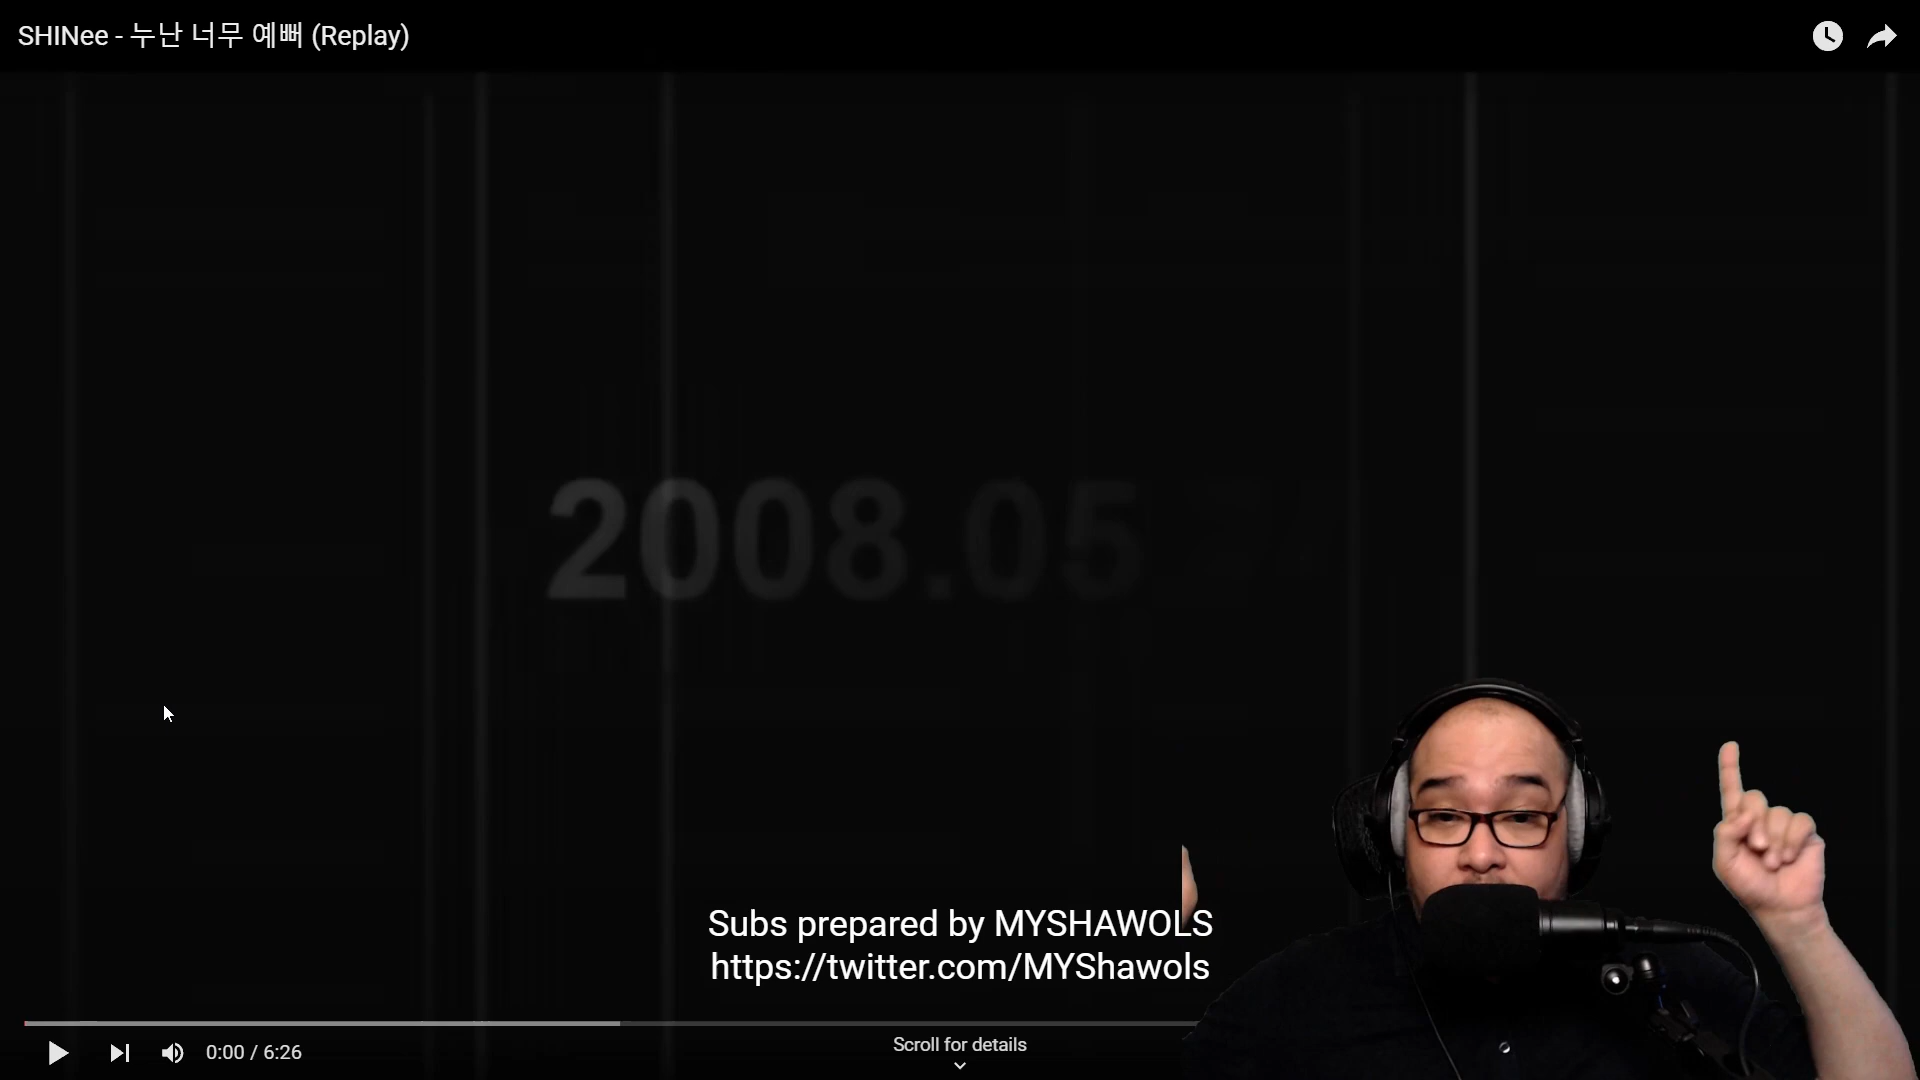 SHINee - 누난 너무 예뻐 (Replay)
2008.05
Subs prepared by MYSHAWOLS
https://twitter.com/MYShawols
0:00 / 6:26
Scroll for details